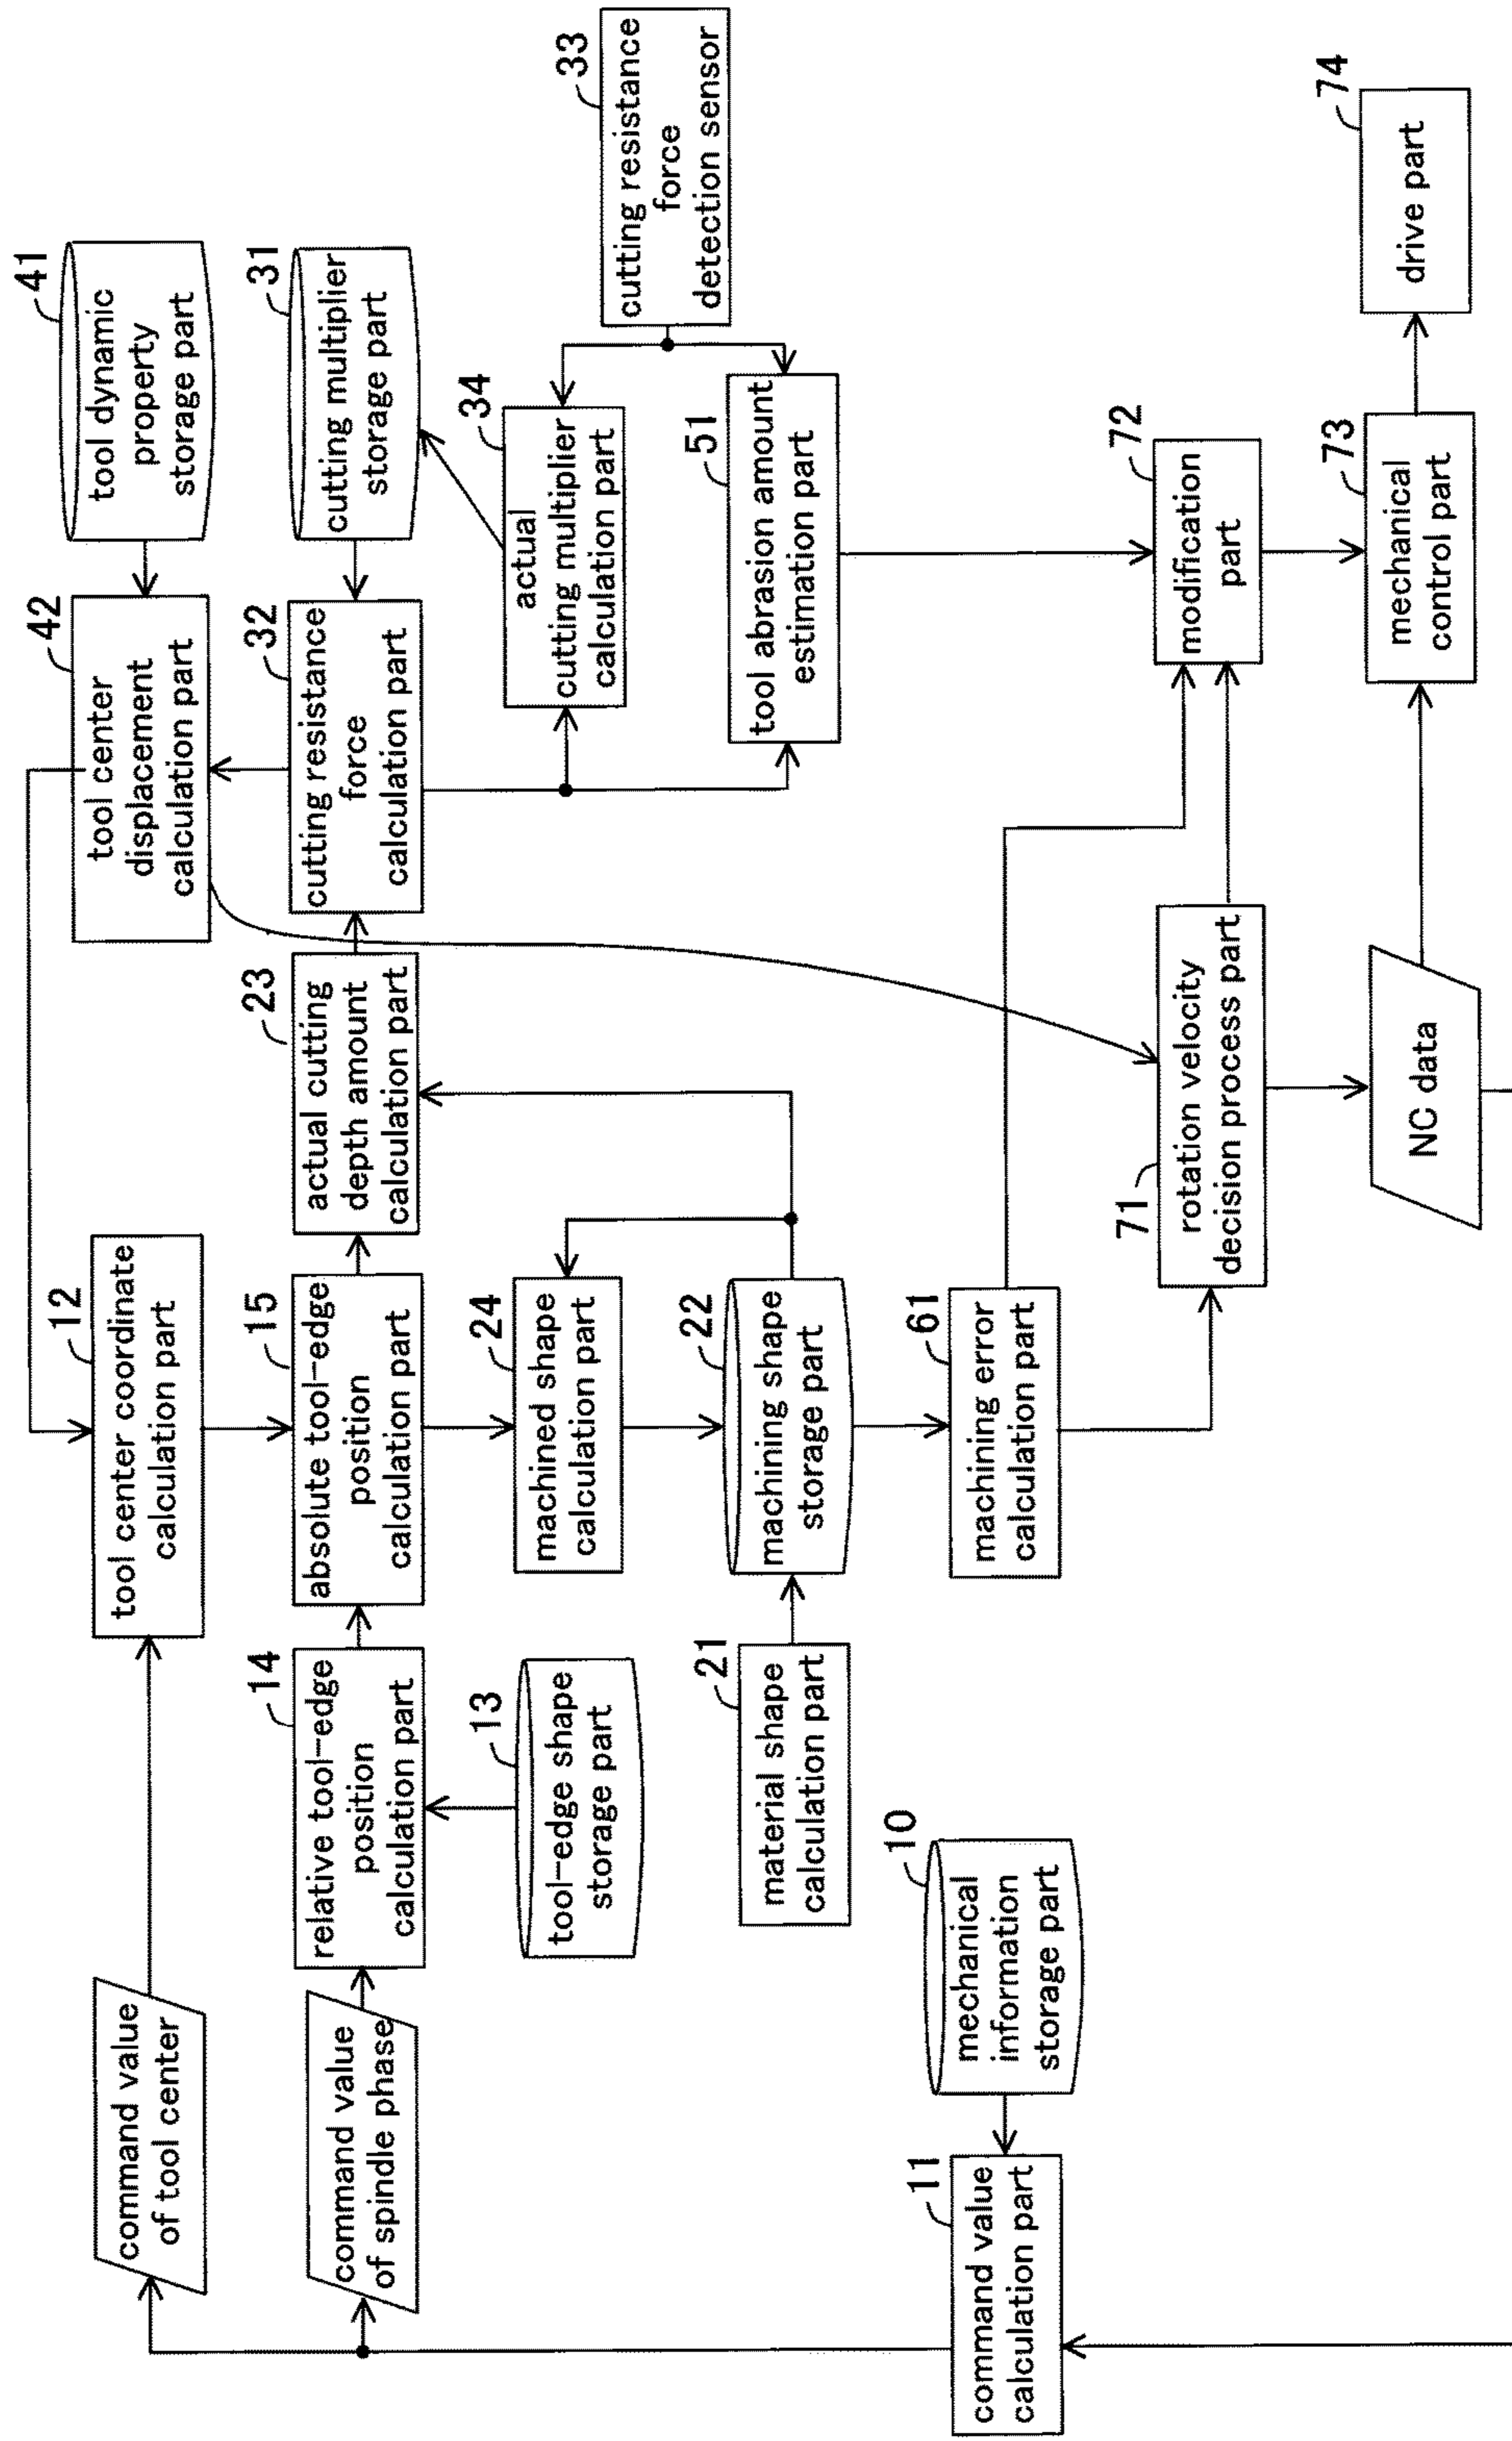 command value
of tool center
12
tool center coordinate
calculation part
42
tool center
displacement
calculation part
41
tool dynamic
property
storage part
command value
of spindle phase
14
relative tool-edge
position
calculation part
15
absolute tool-edge
position
calculation part
23
actual cutting
depth amount
calculation part
32
cutting resistance
force
calculation part
31
cutting multiplier
storage part
13
tool-edge shape
storage part
24
machined shape
calculation part
34
actual
cutting multiplier
calculation part
33
cutting resistance
force
detection sensor
21
material shape
calculation part
22
machining shape
storage part
51
tool abrasion amount
estimation part
11
command value
calculation part
10
mechanical
information
storage part
61
machining error
calculation part
71
rotation velocity
decision process part
72
modification
part
NC data
73
mechanical
control part
74
drive part